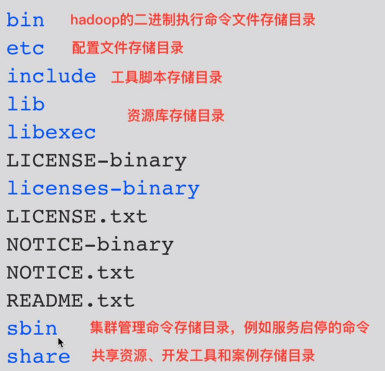 bin hadoop的二进制执行命令文件存储目录
etc 配置文件存储目录
include 工具脚本存储目录
lib
资源库存储目录
libexec
LICENSE-binary
licenses-binary
LICENSE.txt
NOTICE-binary
NOTICE.txt
README.txt
sbin 集群管理命令存储目录，例如服务启停的命令
share 共享资源、开发工具和案例存储目录